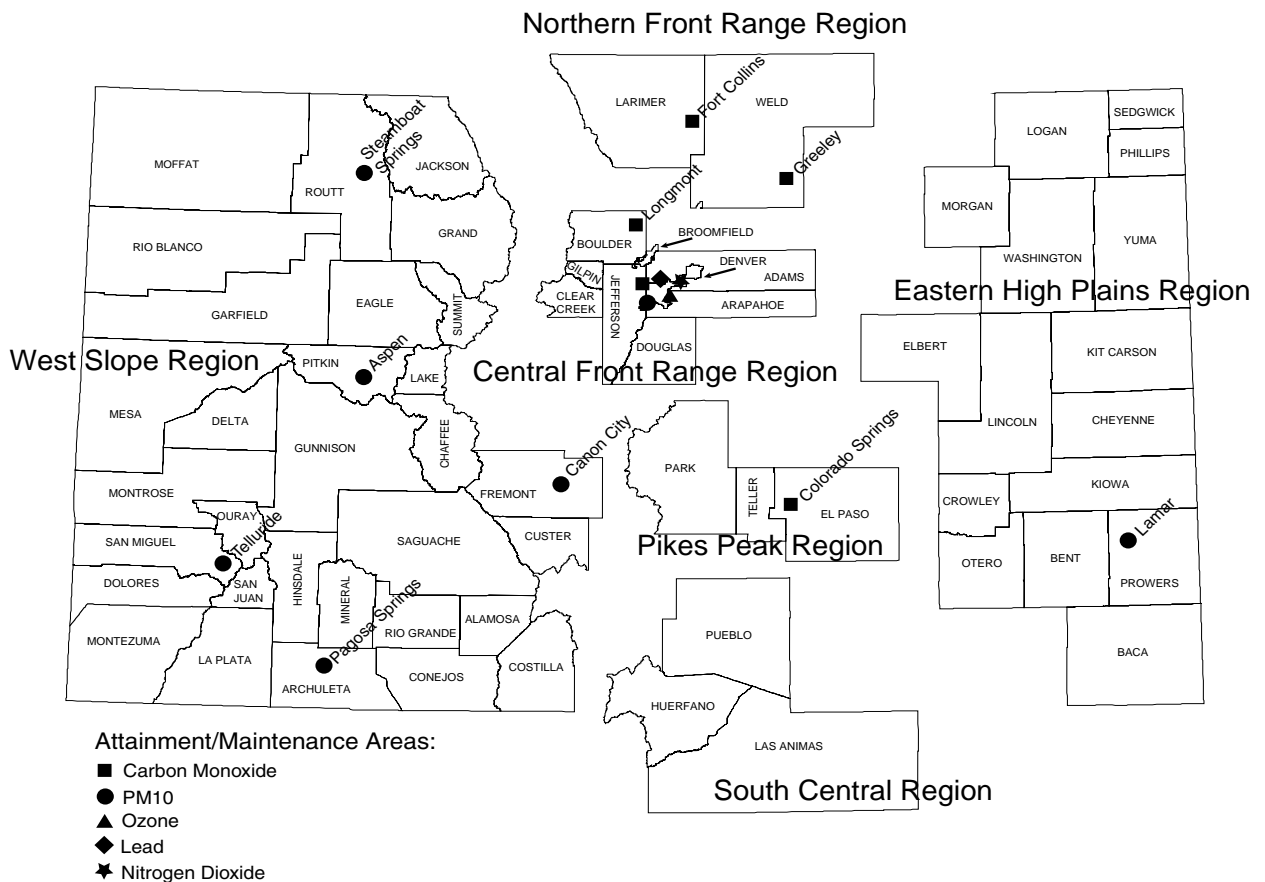 Northern Front Range Region
LARIMER
Fort Collins
WELD
Greeley
Longmont
BOULDER
BROOMFIELD
GILPIN
DENVER
ADAMS
CLEAR
CREEK
JEFFERSON
ARAPAHOE
DOUGLAS
Central Front Range Region
Steamboat
Springs
MOFFAT
ROUTT
JACKSON
RIO BLANCO
GRAND
GARFIELD
EAGLE
SUMMIT
West Slope Region
PITKIN
Aspen
LAKE
MESA
DELTA
GUNNISON
CHAFFEE
Canon City
MONTROSE
FREMONT
OURAY
SAN MIGUEL
Telluride
SAGUACHE
CUSTER
DOLORES
SAN
JUAN
HINSDALE
MINERAL
Pagosa Springs
RIO GRANDE
ALAMOSA
MONTEZUMA
LA PLATA
ARCHULETA
CONEJOS
COSTILLA
PARK
TELLER
Colorado Springs
EL PASO
Pikes Peak Region
PUEBLO
HUERFANO
LAS ANIMAS
South Central Region
LOGAN
SEDGWICK
PHILLIPS
MORGAN
WASHINGTON
YUMA
Eastern High Plains Region
ELBERT
KIT CARSON
LINCOLN
CHEYENNE
CROWLEY
KIOWA
Lamar
OTERO
BENT
PROWERS
BACA
Attainment/Maintenance Areas:
Carbon Monoxide
PM10
Ozone
Lead
Nitrogen Dioxide